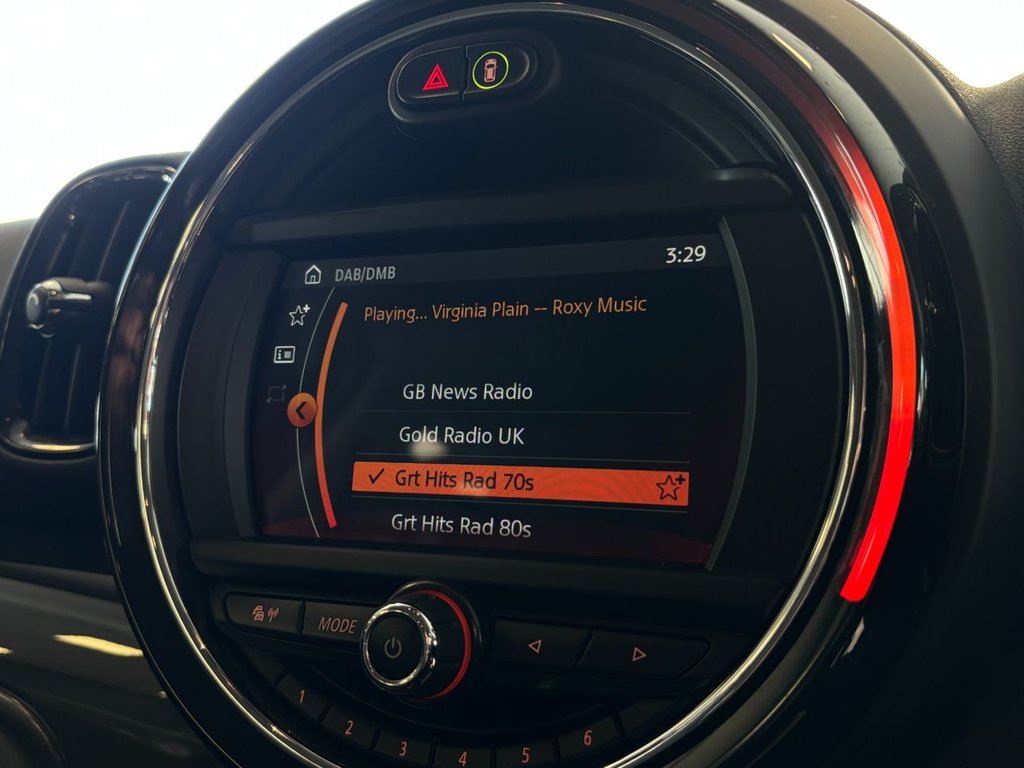 3:29
DAB/DMB
Playing... Virginia Plain -- Roxy Music
GB News Radio
Gold Radio UK
Grt Hits Rad 70s
Grt Hits Rad 80s
MODE
1 2 3 4 5 6